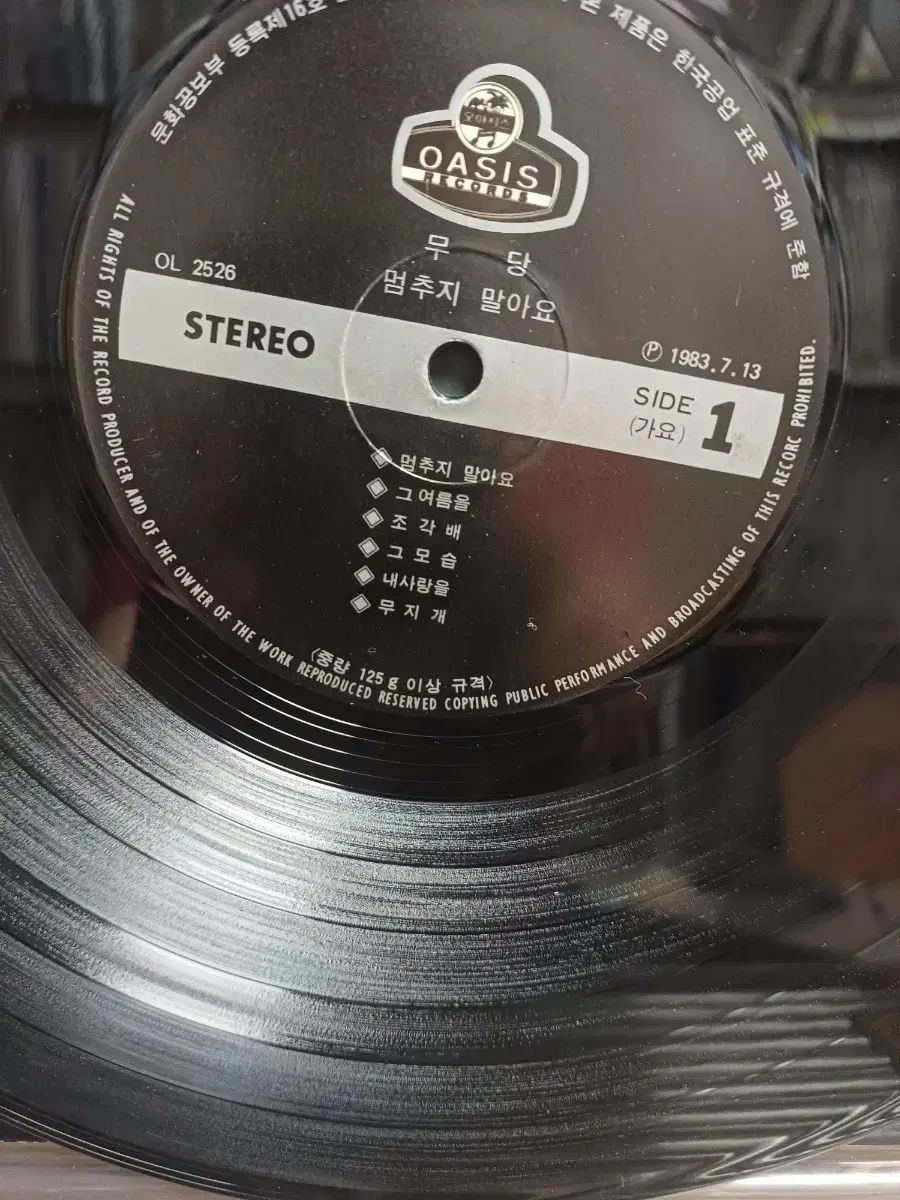 문화공보부 등록제16호
제품은 한국공업 표준 규격에 준함
오아시스
OASIS
RECORDS
무 당
멈추지 말아요
OL 2526
STEREO
Ⓟ 1983.7.13
SIDE 1
(가요)
◈ 멈추지 말아요
◈ 그여름을
◈ 조각배
◈ 그모습
◈ 내사랑을
◈ 무지개
〈중량 125g 이상 규격〉
ALL RIGHTS OF THE RECORD PRODUCER AND OF THE OWNER OF THE WORK REPRODUCED RESERVED COPYING PUBLIC PERFORMANCE AND BROADCASTING OF THIS RECORC PROHIBITED.